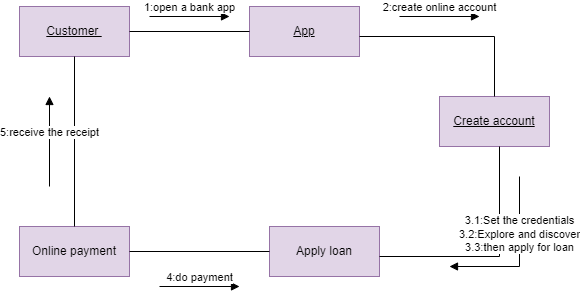 1:open a bank app
2:create online account
Customer
App
Create account
5:receive the receipt
3.1:Set the credentials
3.2:Explore and discover
3.3:then apply for loan
Online payment
Apply loan
4:do payment